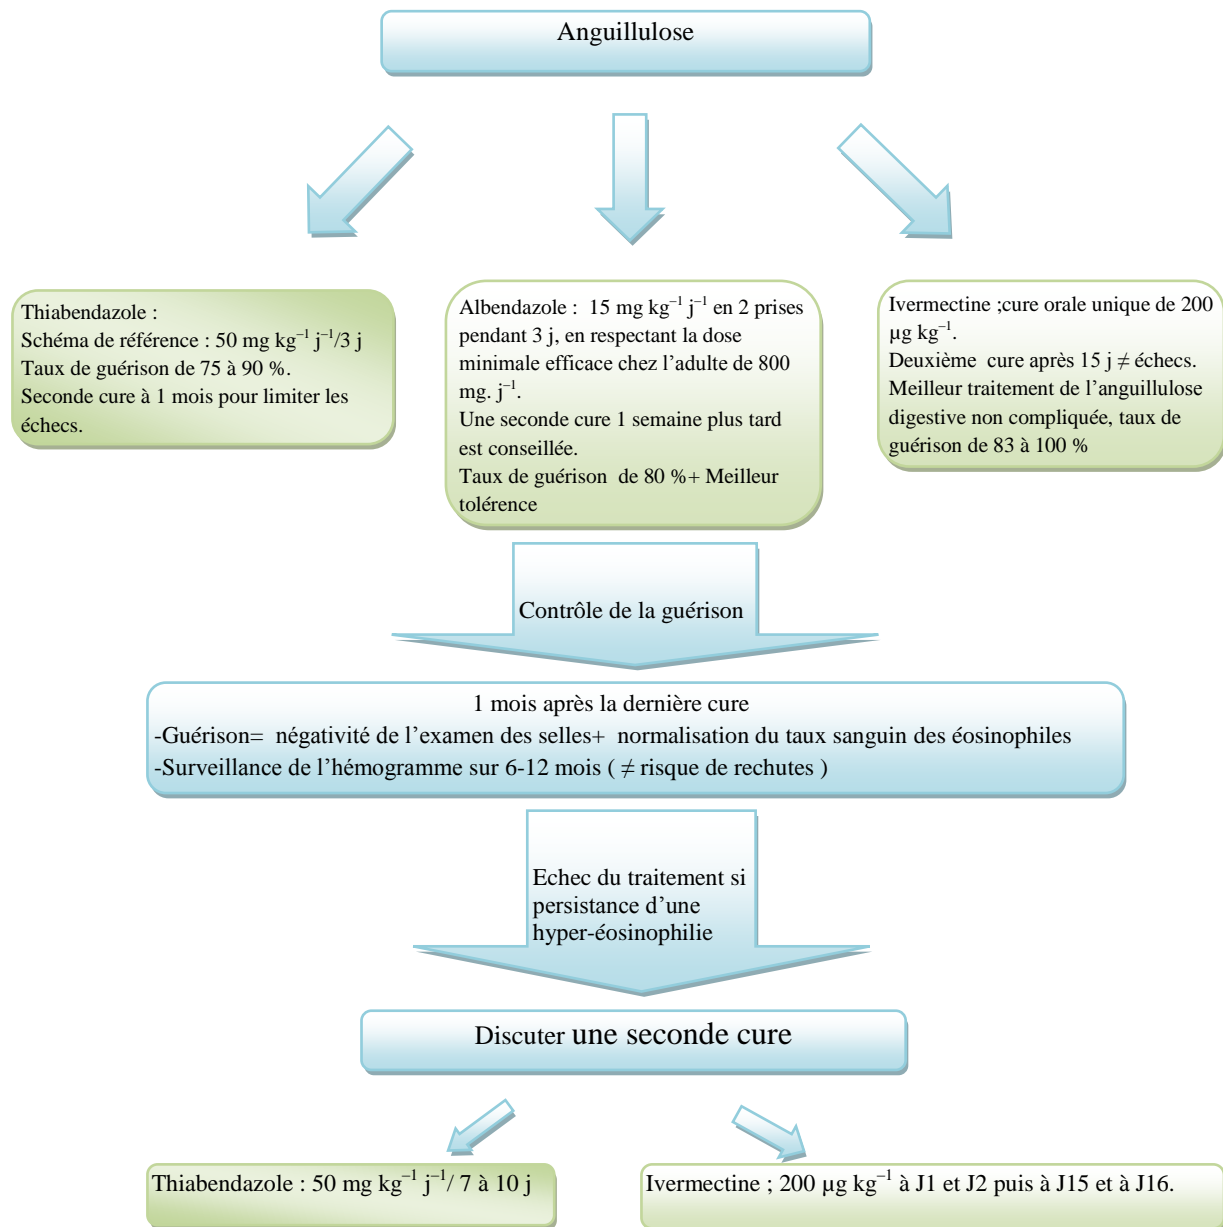 Anguillulose
Thiabendazole :
Schéma de référence : 50 mg kg⁻¹ j⁻¹/3 j
Taux de guérison de 75 à 90 %.
Seconde cure à 1 mois pour limiter les
échecs.
Albendazole : 15 mg kg⁻¹ j⁻¹ en 2 prises
pendant 3 j, en respectant la dose
minimale efficace chez l’adulte de 800
mg. j⁻¹.
Une seconde cure 1 semaine plus tard
est conseillée.
Taux de guérison de 80 %+ Meilleur
tolérence
Ivermectine ;cure orale unique de 200
µg kg⁻¹.
Deuxième cure après 15 j ≠ échecs.
Meilleur traitement de l’anguillulose
digestive non compliquée, taux de
guérison de 83 à 100 %
Contrôle de la guérison
1 mois après la dernière cure
-Guérison= négativité de l’examen des selles+ normalisation du taux sanguin des éosinophiles
-Surveillance de l’hémogramme sur 6-12 mois ( ≠ risque de rechutes )
Echec du traitement si
persistance d’une
hyper-éosinophilie
Discuter une seconde cure
Thiabendazole : 50 mg kg⁻¹ j⁻¹/ 7 à 10 j
Ivermectine ; 200 µg kg⁻¹ à J1 et J2 puis à J15 et à J16.